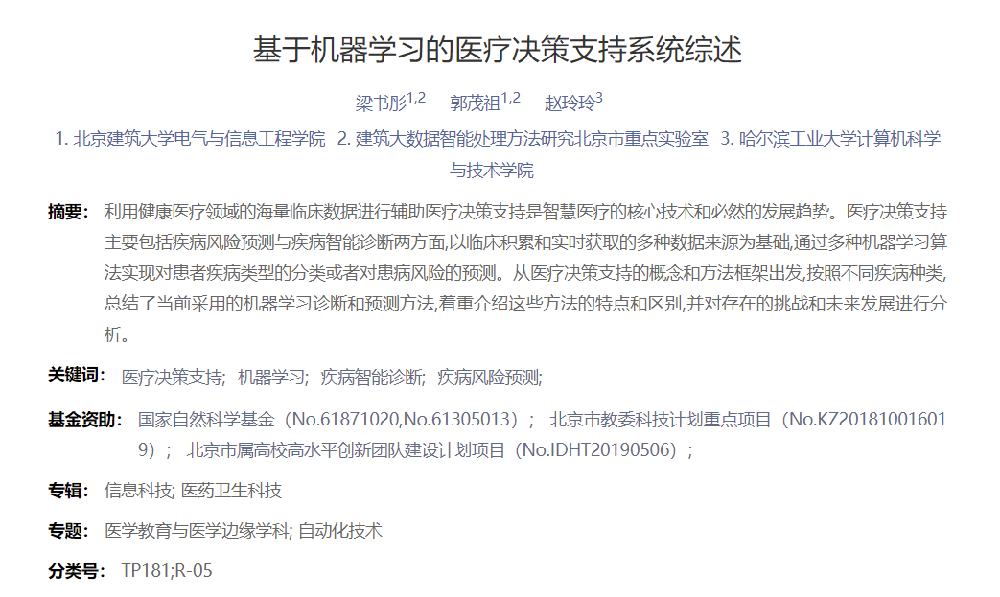 基于机器学习的医疗决策支持系统综述
梁书彤1,2 郭茂祖1,2 赵玲玲3
1. 北京建筑大学电气与信息工程学院 2. 建筑大数据智能处理方法研究北京市重点实验室 3. 哈尔滨工业大学计算机科学
与技术学院
摘要： 利用健康医疗领域的海量临床数据进行辅助医疗决策支持是智慧医疗的核心技术和必然的发展趋势。医疗决策支持
主要包括疾病风险预测与疾病智能诊断两方面,以临床积累和实时获取的多种数据来源为基础,通过多种机器学习算
法实现对患者疾病类型的分类或者对患病风险的预测。从医疗决策支持的概念和方法框架出发,按照不同疾病种类,
总结了当前采用的机器学习诊断和预测方法,着重介绍这些方法的特点和区别,并对存在的挑战和未来发展进行分
析。
关键词： 医疗决策支持; 机器学习; 疾病智能诊断; 疾病风险预测;
基金资助： 国家自然科学基金（No.61871020,No.61305013）； 北京市教委科技计划重点项目（No.KZ20181001601
9）； 北京市属高校高水平创新团队建设计划项目（No.IDHT20190506）；
专辑： 信息科技; 医药卫生科技
专题： 医学教育与医学边缘学科; 自动化技术
分类号： TP181;R-05